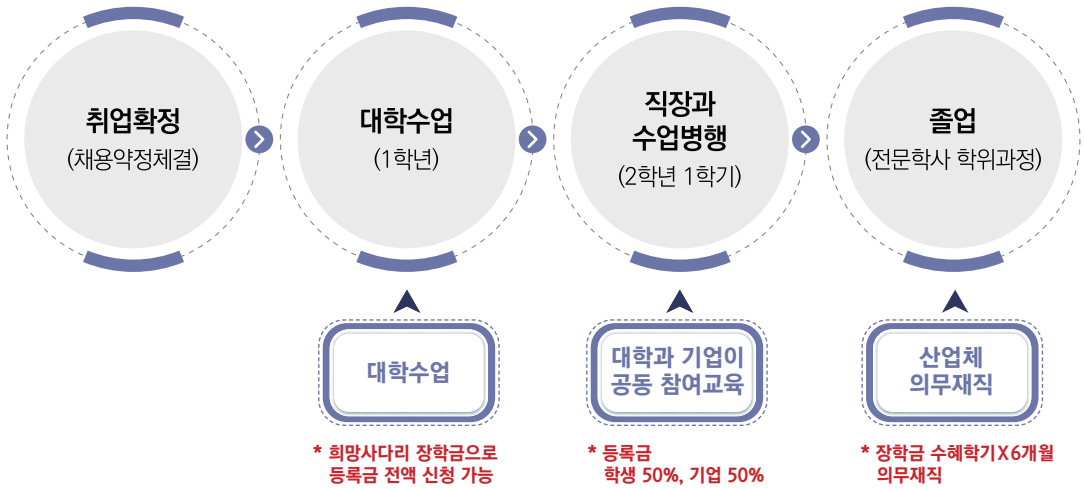 취업확정
(채용약정체결)
대학수업
(1학년)
직장과
수업병행
(2학년 1학기)
졸업
(전문학사 학위과정)
대학수업
* 희망사다리 장학금으로
등록금 전액 신청 가능
대학과 기업이
공동 참여교육
* 등록금
학생 50%, 기업 50%
산업체
의무재직
* 장학금 수혜학기X6개월
의무재직